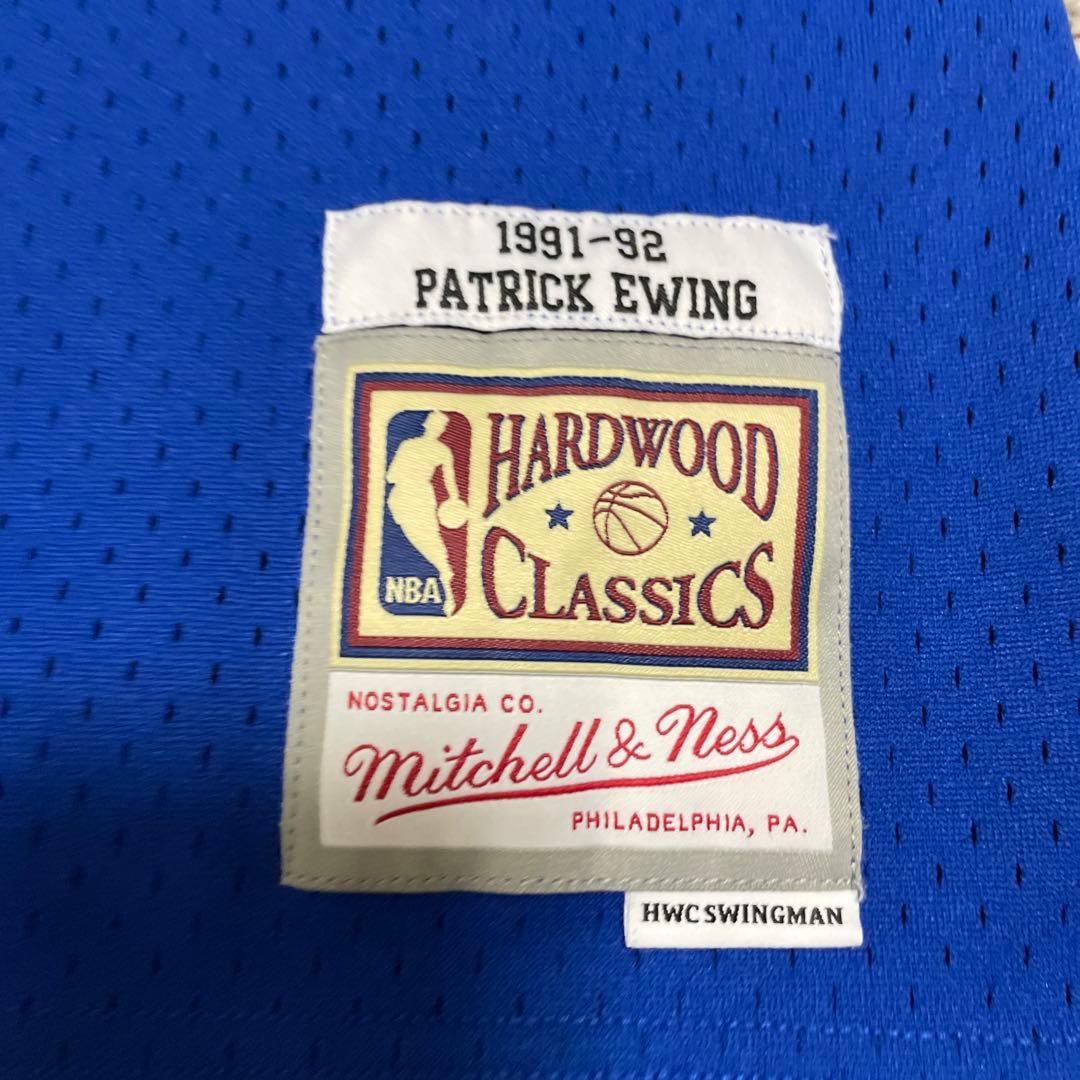 1991-92
PATRICK EWING
HARDWOOD
CLASSICS
NBA
NOSTALGIA CO.
Mitchell & Ness
PHILADELPHIA, PA.
HWC SWINGMAN